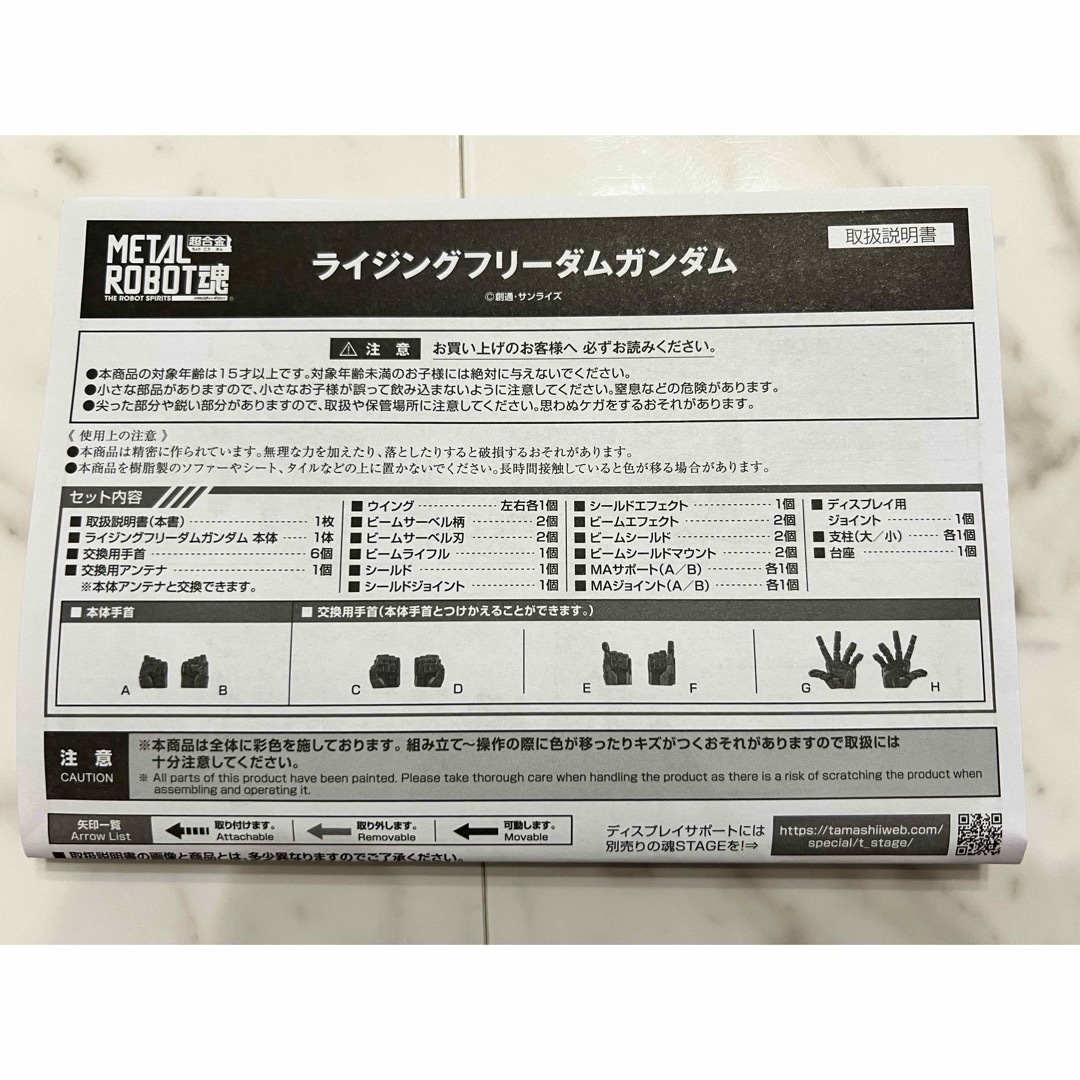 METAL 超合金
ROBOT魂
THE ROBOT SPIRITS
ライジングフリーダムガンダム
©創通・サンライズ
取扱説明書
注 意 お買い上げのお客様へ 必ずお読みください。
●本商品の対象年齢は15才以上です。対象年齢未満のお子様には絶対に与えないでください。
●小さな部品がありますので、小さなお子様が誤って飲み込まないように注意してください。窒息などの危険があります。
●尖った部分や鋭い部分がありますので、取扱や保管場所に注意してください。思わぬケガをするおそれがあります。
《 使用上の注意 》
●本商品は精密に作られています。無理な力を加えたり、落としたりすると破損するおそれがあります。
●本商品を樹脂製のソファーやシート、タイルなどの上に置かないでください。長時間接触していると色が移る場合があります。
セット内容
■ 取扱説明書(本書) 1枚
■ ライジングフリーダムガンダム 本体 1体
■ 交換用手首 6個
■ 交換用アンテナ 1個
※本体アンテナと交換できます。
■ ウイング 左右各1個
■ ビームサーベル柄 2個
■ ビームサーベル刃 2個
■ ビームライフル 1個
■ シールド 1個
■ シールドジョイント 1個
■ シールドエフェクト 1個
■ ビームエフェクト 2個
■ ビームシールド 2個
■ ビームシールドマウント 2個
■ MAサポート(A/B) 各1個
■ MAジョイント(A/B) 各1個
■ ディスプレイ用
ジョイント 1個
■ 支柱(大/小) 各1個
■ 台座 1個
■ 本体手首
■ 交換用手首(本体手首とつけかえることができます。)
A B C D E F G H
注 意
CAUTION
※本商品は全体に彩色を施しております。組み立て〜操作の際に色が移ったりキズがつくおそれがありますので取扱には
十分注意してください。
※ All parts of this product have been painted. Please take thorough care when handling the product as there is a risk of scratching the product when
assembling and operating it.
矢印一覧
Arrow List
取り付けます。
Attachable
取り外します。
Removable
可動します。
Movable
ディスプレイサポートには
別売りの魂STAGEを!⇒
https://tamashiiweb.com/
special/t_stage/
■ 取扱説明書の画像と商品とは、多少異なりますのでご了承ください。